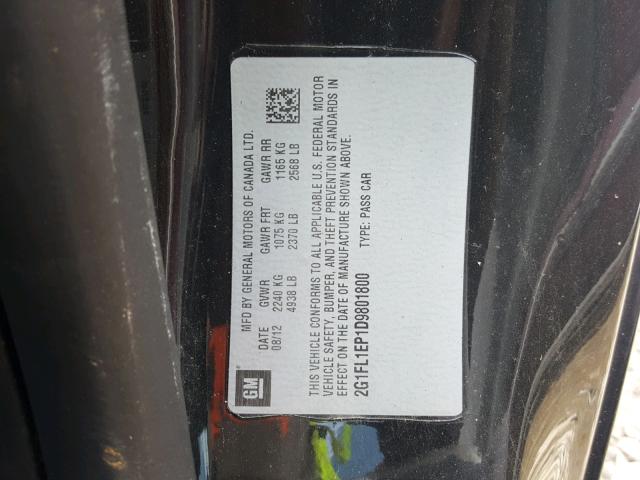 MFD BY GENERAL MOTORS OF CANADA LTD.
DATE GVWR GAWR FRT GAWR RR
08/12 2240 KG 1075 KG 1165 KG
4938 LB 2370 LB 2568 LB
THIS VEHICLE CONFORMS TO ALL APPLICABLE U.S. FEDERAL MOTOR
VEHICLE SAFETY, BUMPER, AND THEFT PREVENTION STANDARDS IN
EFFECT ON THE DATE OF MANUFACTURE SHOWN ABOVE.
2G1FL1EP1D9801800 TYPE: PASS CAR
GM